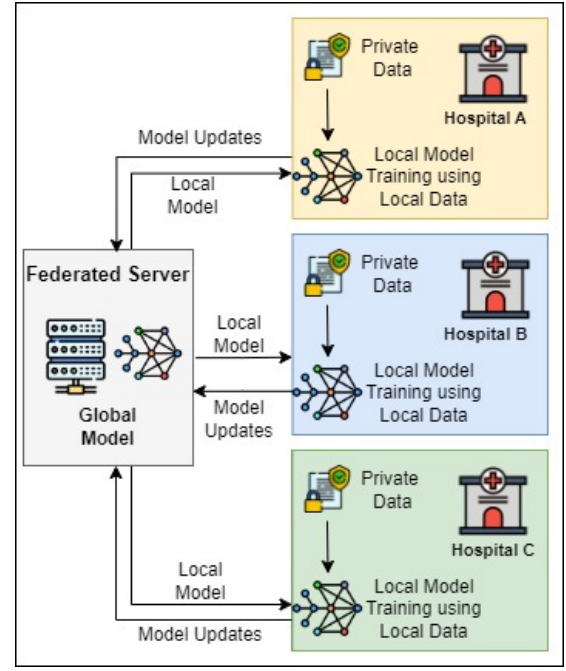 Private
Data
Hospital A
Local Model
Training using
Local Data
Model Updates
Local
Model
Federated Server
Global
Model
Local
Model
Model
Updates
Private
Data
Hospital B
Local Model
Training using
Local Data
Private
Data
Hospital C
Local Model
Training using
Local Data
Local
Model
Model Updates